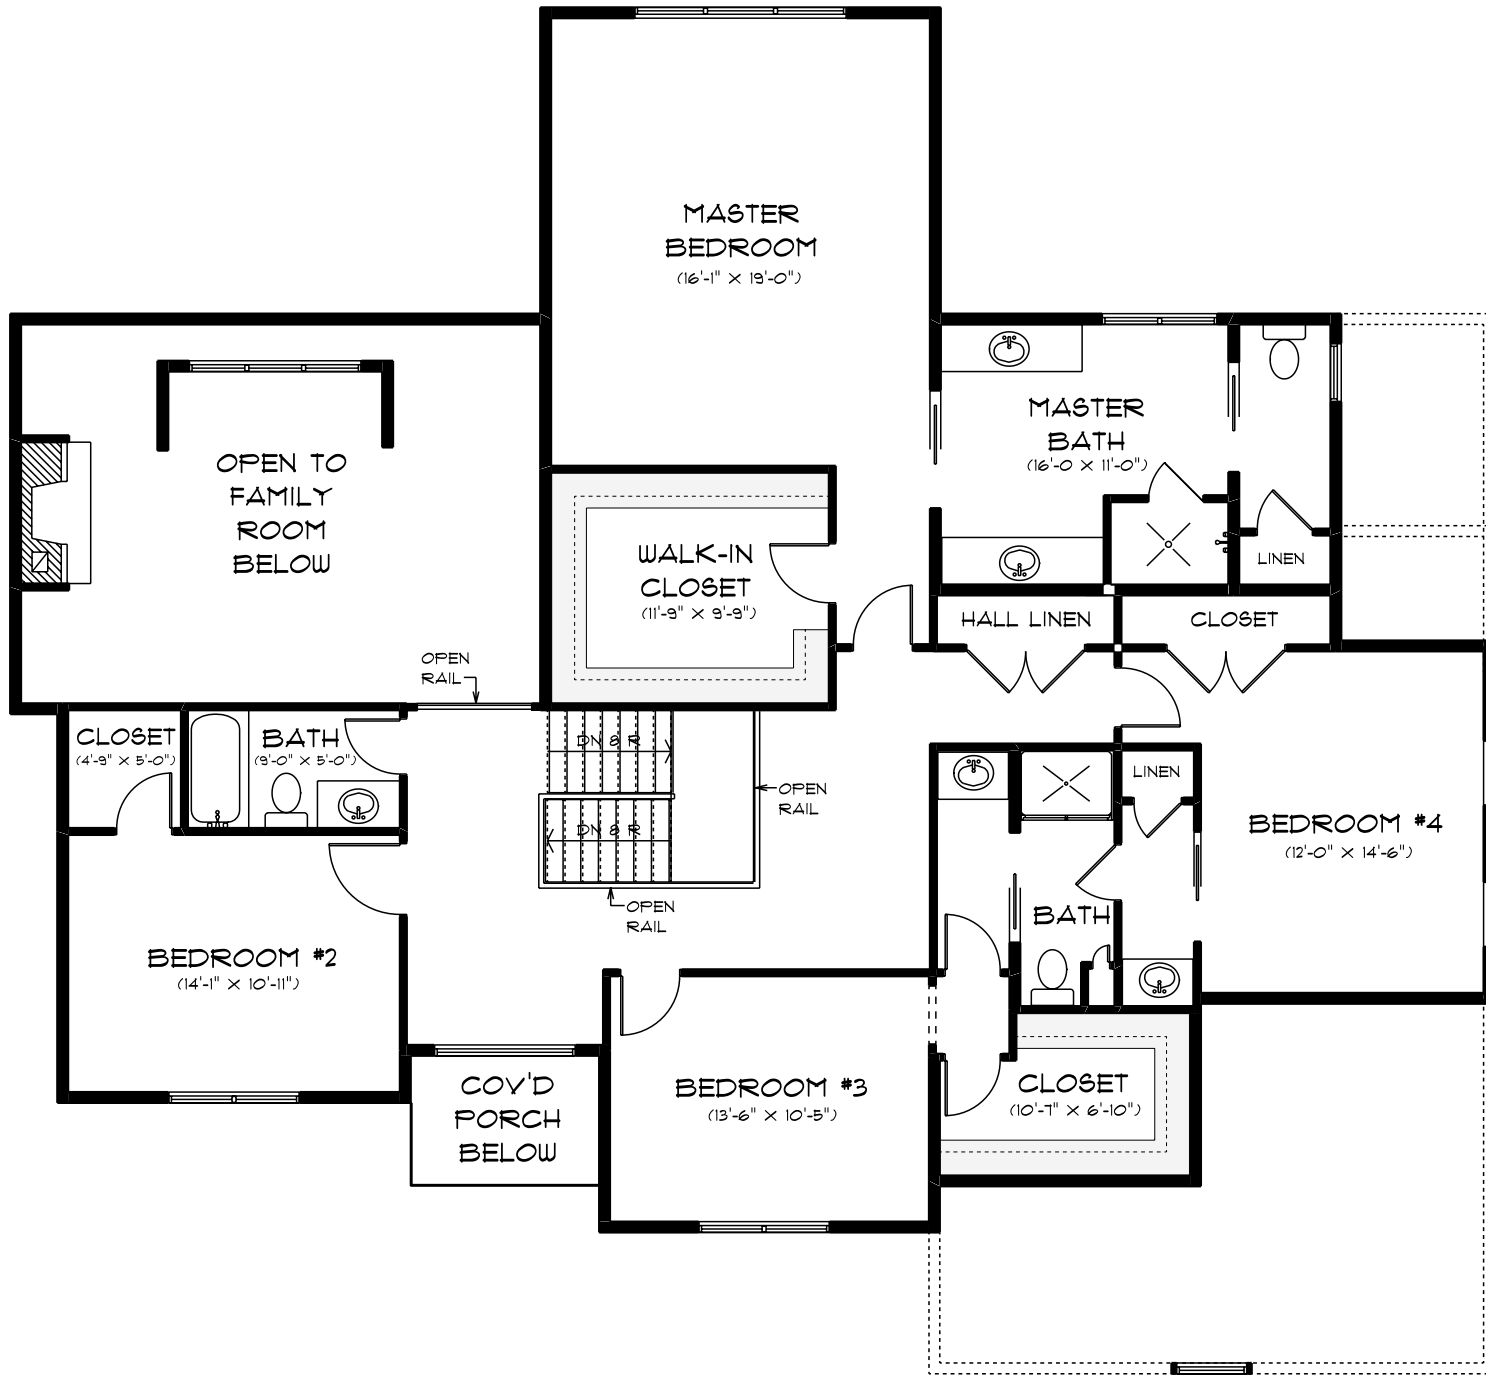 MASTER
BEDROOM
(16'-1" X 19'-0")
MASTER
BATH
(16'-0 X 11'-0")
OPEN TO
FAMILY
ROOM
BELOW
WALK-IN
CLOSET
(11'-9" X 9'-9")
LINEN
HALL LINEN
CLOSET
OPEN
RAIL
CLOSET
(4'-9" X 5'-0")
BATH
(9'-0" X 5'-0")
DN 8 R
OPEN
RAIL
LINEN
DN 8 R
BEDROOM #4
(12'-0" X 14'-6")
OPEN
RAIL
BATH
BEDROOM #2
(14'-1" X 10'-11")
COV'D
PORCH
BELOW
BEDROOM #3
(13'-6" X 10'-5")
CLOSET
(10'-7" X 6'-10")